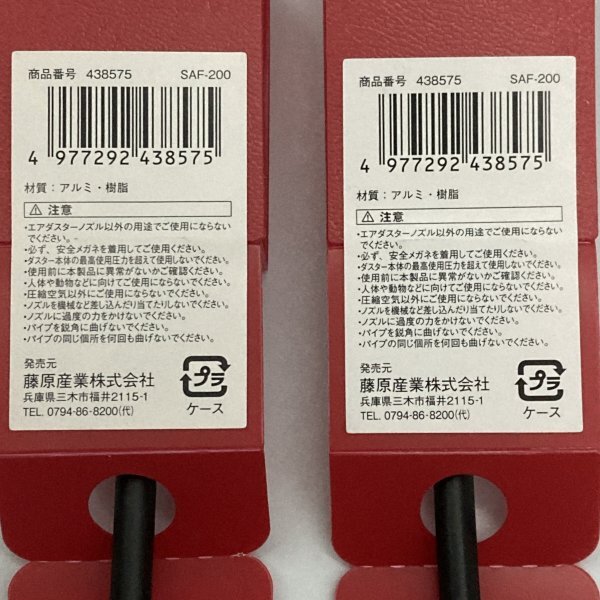 商品番号 438575 SAF-200
4 977292 438575
材質：アルミ・樹脂
⚠ 注意
・エアダスターノズル以外の用途でご使用にならない
でください。
・必ず、安全メガネを着用してご使用ください。
・ダスター本体の最高使用圧力を超えて使用しないでください。
・使用前に本製品に異常がないかご確認ください。
・人体や動物などに向けてご使用にならないでください。
・圧縮空気以外にご使用にならないでください。
・ノズルを機械など差し込んだり当てたりしないでください。
・ノズルに過度の力をかけないでください。
・パイプを鋭角に曲げないでください。
・パイプの同じ個所を何回も曲げないでください。
発売元
藤原産業株式会社
兵庫県三木市福井2115-1
TEL. 0794-86-8200(代)
プラ
ケース
商品番号 438575 SAF-200
4 977292 438575
材質：アルミ・樹脂
⚠ 注意
・エアダスターノズル以外の用途でご使用にならない
でください。
・必ず、安全メガネを着用してご使用ください。
・ダスター本体の最高使用圧力を超えて使用しないでください。
・使用前に本製品に異常がないかご確認ください。
・人体や動物などに向けてご使用にならないでください。
・圧縮空気以外にご使用にならないでください。
・ノズルを機械など差し込んだり当てたりしないでください。
・ノズルに過度の力をかけないでください。
・パイプを鋭角に曲げないでください。
・パイプの同じ個所を何回も曲げないでください。
発売元
藤原産業株式会社
兵庫県三木市福井2115-1
TEL. 0794-86-8200(代)
プラ
ケース